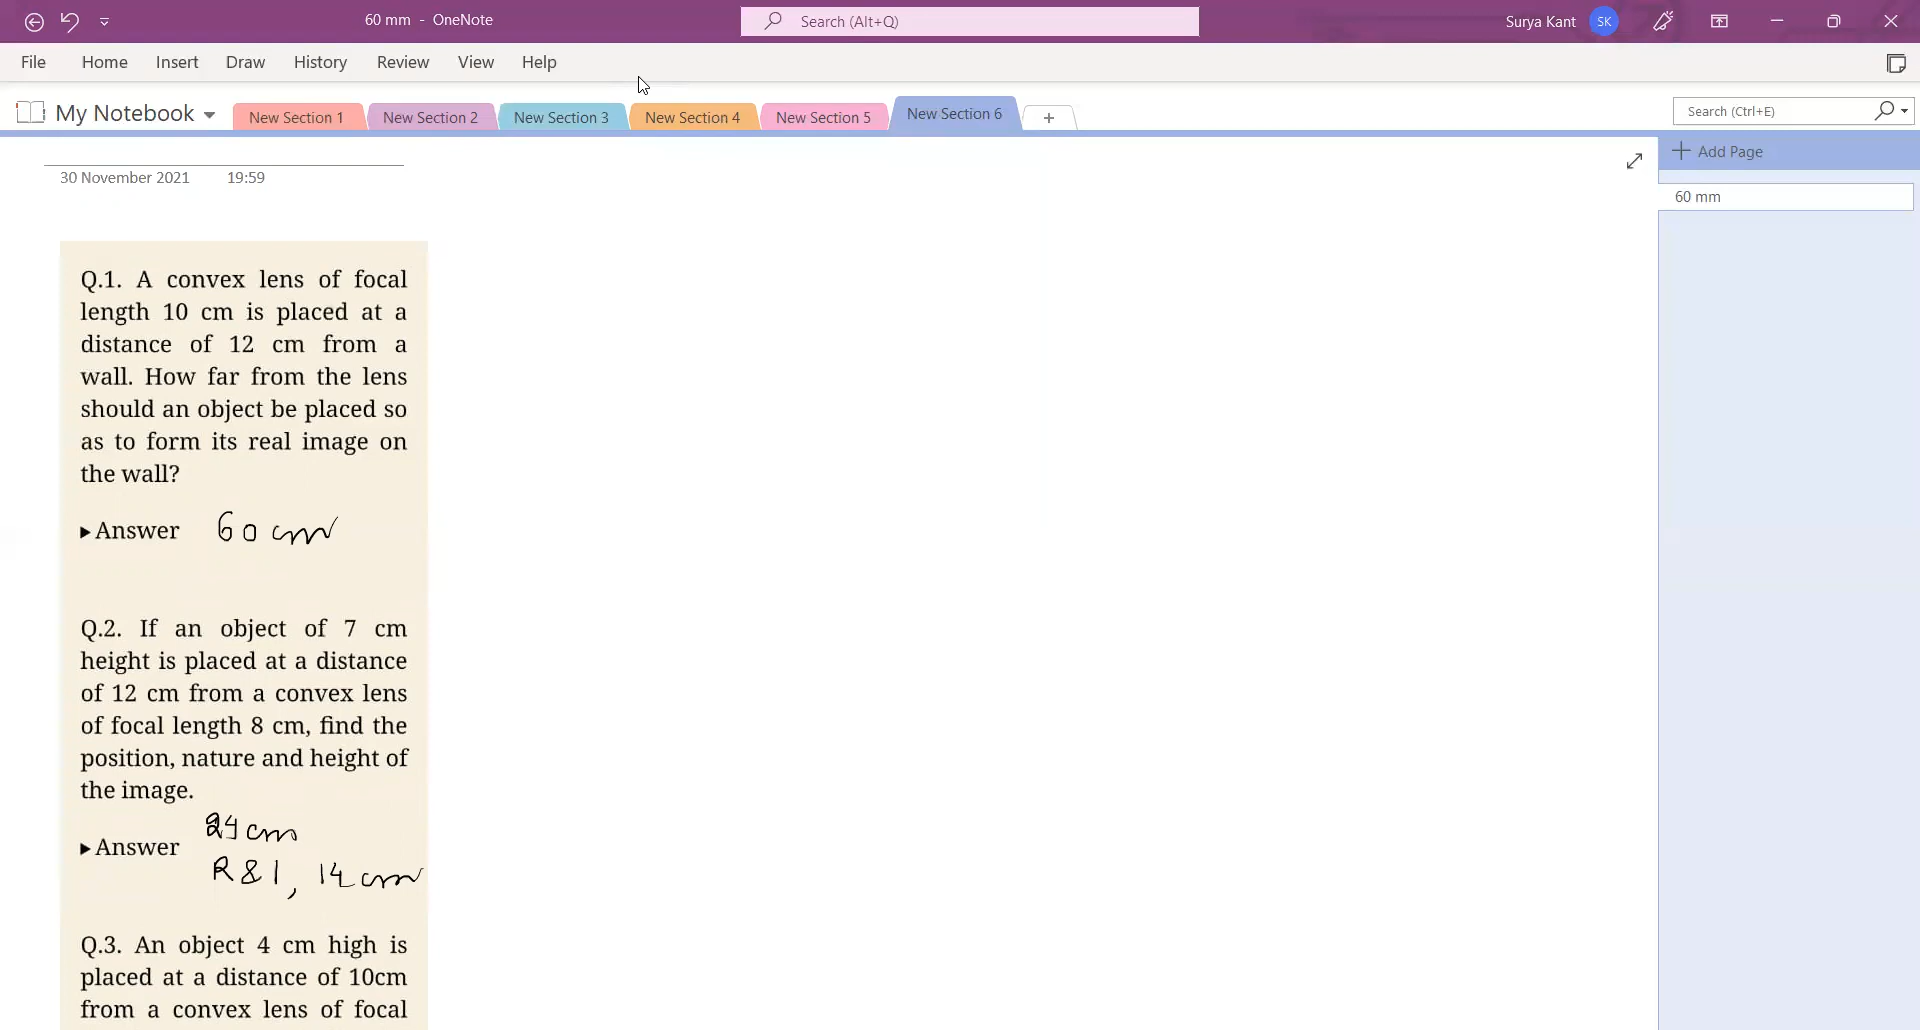 60 mm - OneNote
Search (Alt+Q)
Surya Kant
SK
File Home Insert Draw History Review View Help
My Notebook
New Section 1
New Section 2
New Section 3
New Section 4
New Section 5
New Section 6
+
Search (Ctrl+E)
30 November 2021 19:59
Add Page
60 mm
Q.1. A convex lens of focal
length 10 cm is placed at a
distance of 12 cm from a
wall. How far from the lens
should an object be placed so
as to form its real image on
the wall?
▸Answer 60 cm
Q.2. If an object of 7 cm
height is placed at a distance
of 12 cm from a convex lens
of focal length 8 cm, find the
position, nature and height of
the image.
24 cm
▸Answer
R & I, 14 cm
Q.3. An object 4 cm high is
placed at a distance of 10cm
from a convex lens of focal